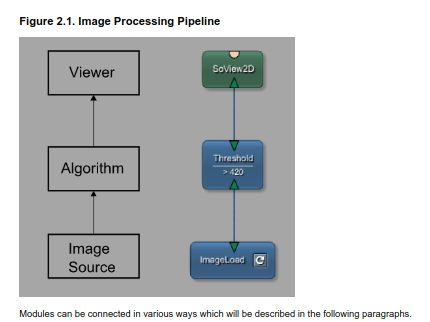 Figure 2.1. Image Processing Pipeline
Viewer
SoView2D
Algorithm
Threshold
> 420
Image
Source
ImageLoad
Modules can be connected in various ways which will be described in the following paragraphs.